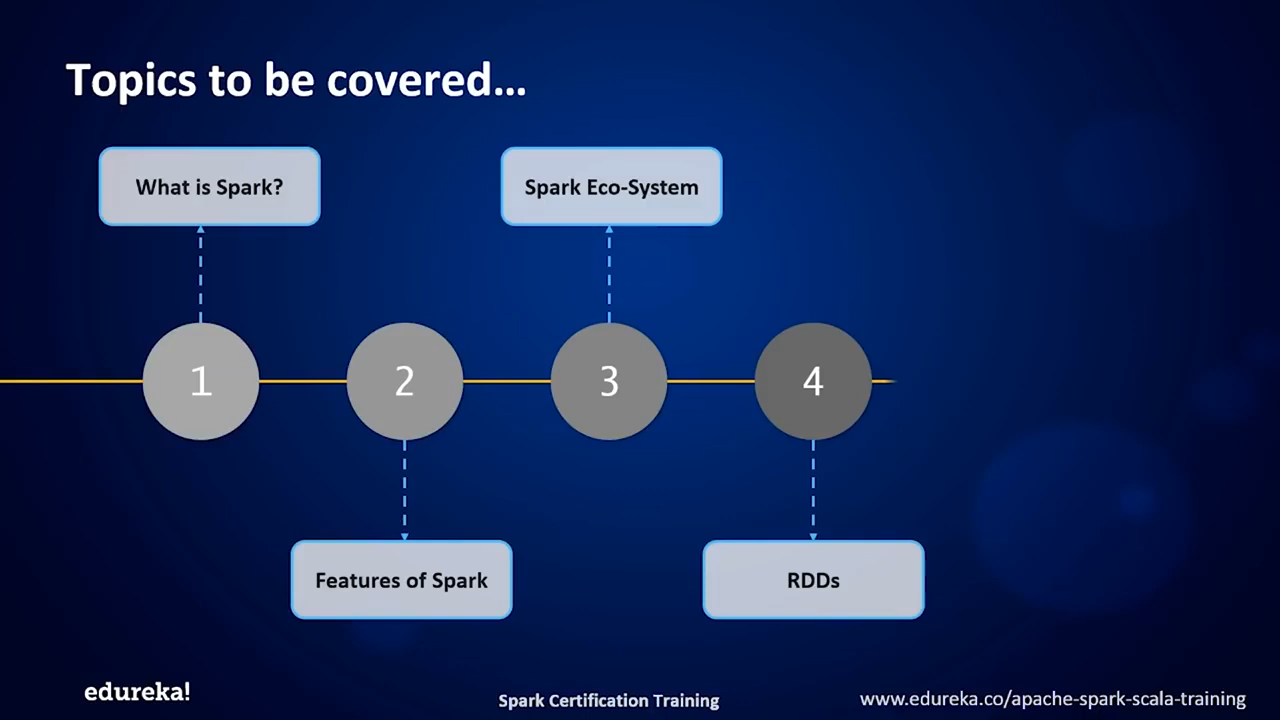 Topics to be covered...
What is Spark?
Spark Eco-System
1
2
3
4
Features of Spark
RDDs
edureka!
Spark Certification Training
www.edureka.co/apache-spark-scala-training